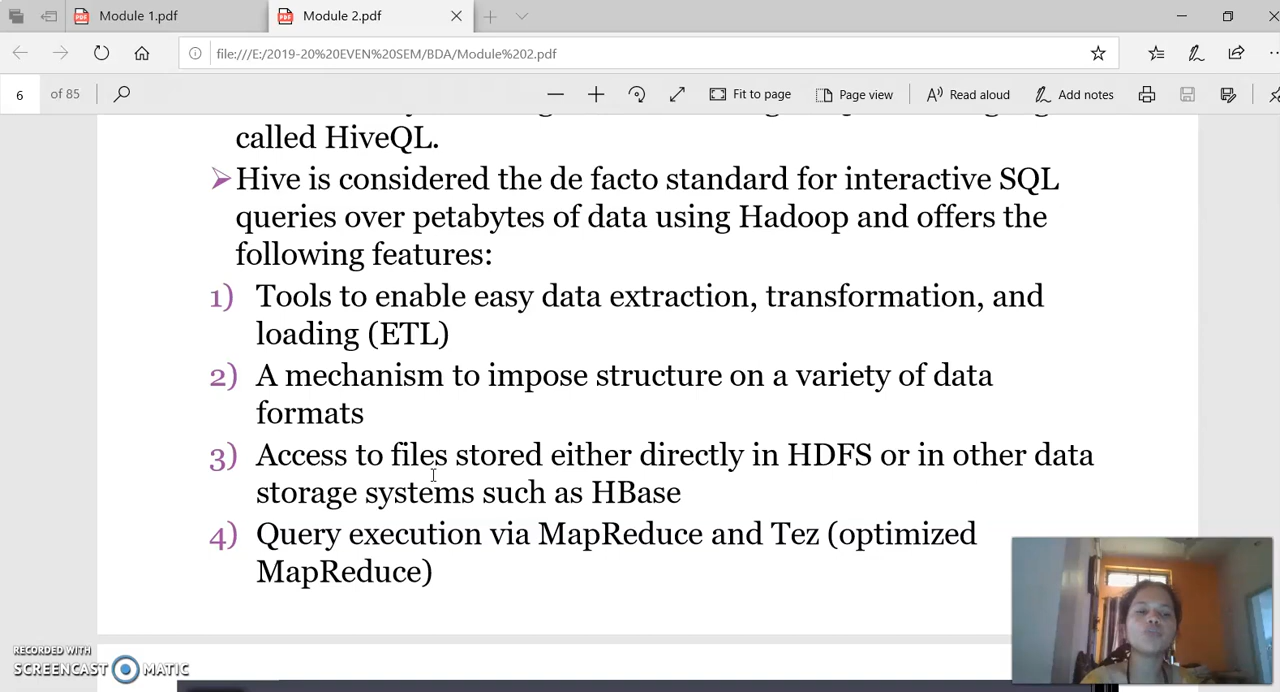 Module 1.pdf
Module 2.pdf
file:///E:/2019-20%20EVEN%20SEM/BDA/Module%202.pdf
6 of 85
Fit to page
Page view
Read aloud
Add notes
called HiveQL.
Hive is considered the de facto standard for interactive SQL
queries over petabytes of data using Hadoop and offers the
following features:
1) Tools to enable easy data extraction, transformation, and
loading (ETL)
2) A mechanism to impose structure on a variety of data
formats
3) Access to files stored either directly in HDFS or in other data
storage systems such as HBase
4) Query execution via MapReduce and Tez (optimized
MapReduce)
RECORDED WITH
SCREENCAST MATIC